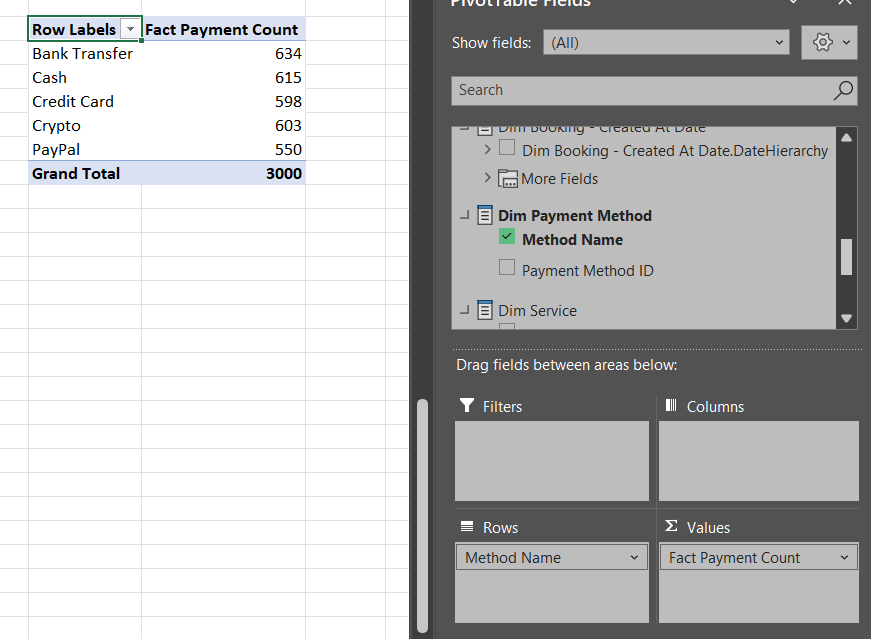 Row Labels Fact Payment Count
Bank Transfer 634
Cash 615
Credit Card 598
Crypto 603
PayPal 550
Grand Total 3000
PivotTable Fields
Show fields: (All)
Search
Dim Booking - Created At Date
Dim Booking - Created At Date.DateHierarchy
More Fields
Dim Payment Method
Method Name
Payment Method ID
Dim Service
Drag fields between areas below:
Filters
Columns
Rows
Σ Values
Method Name
Fact Payment Count